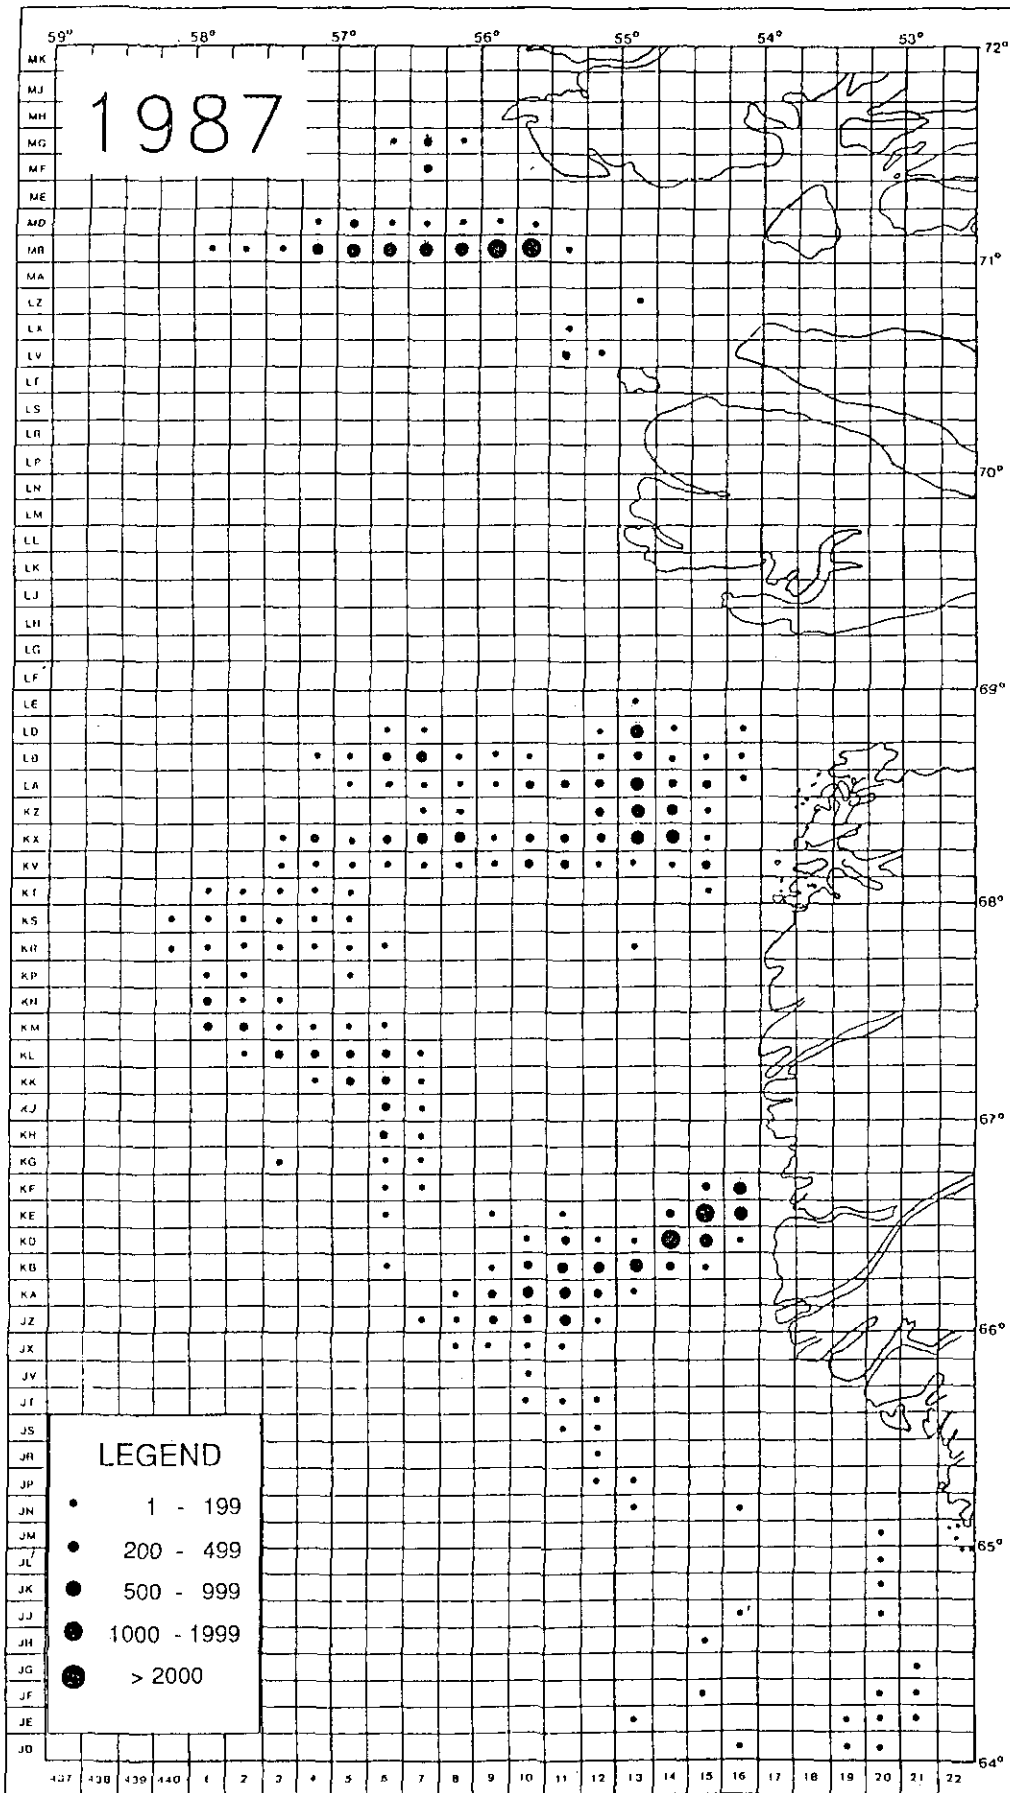 59° 58° 57° 56° 55° 54° 53° 72°
MK
MJ
1987
MH
MG
MF
ME
MD
MB
71°
MA
LZ
LX
LV
LT
LS
LR
LP
70°
LN
LM
LL
LK
LJ
LH
LG
LF
69°
LE
LD
LB
LA
KZ
KX
KV
KT
68°
KS
KR
KP
KN
KM
KL
KK
KJ
67°
KH
KG
KF
KE
KD
KB
KA
JZ
66°
JX
JV
JT
JS
LEGEND
JR
JP
1 - 199
JN
JM
200 - 499
65°
JL
500 - 999
JK
JJ
1000 - 1999
JH
JG
> 2000
JF
JE
JD
64°
437 438 439 440 1 2 3 4 5 6 7 8 9 10 11 12 13 14 15 16 17 18 19 20 21 22